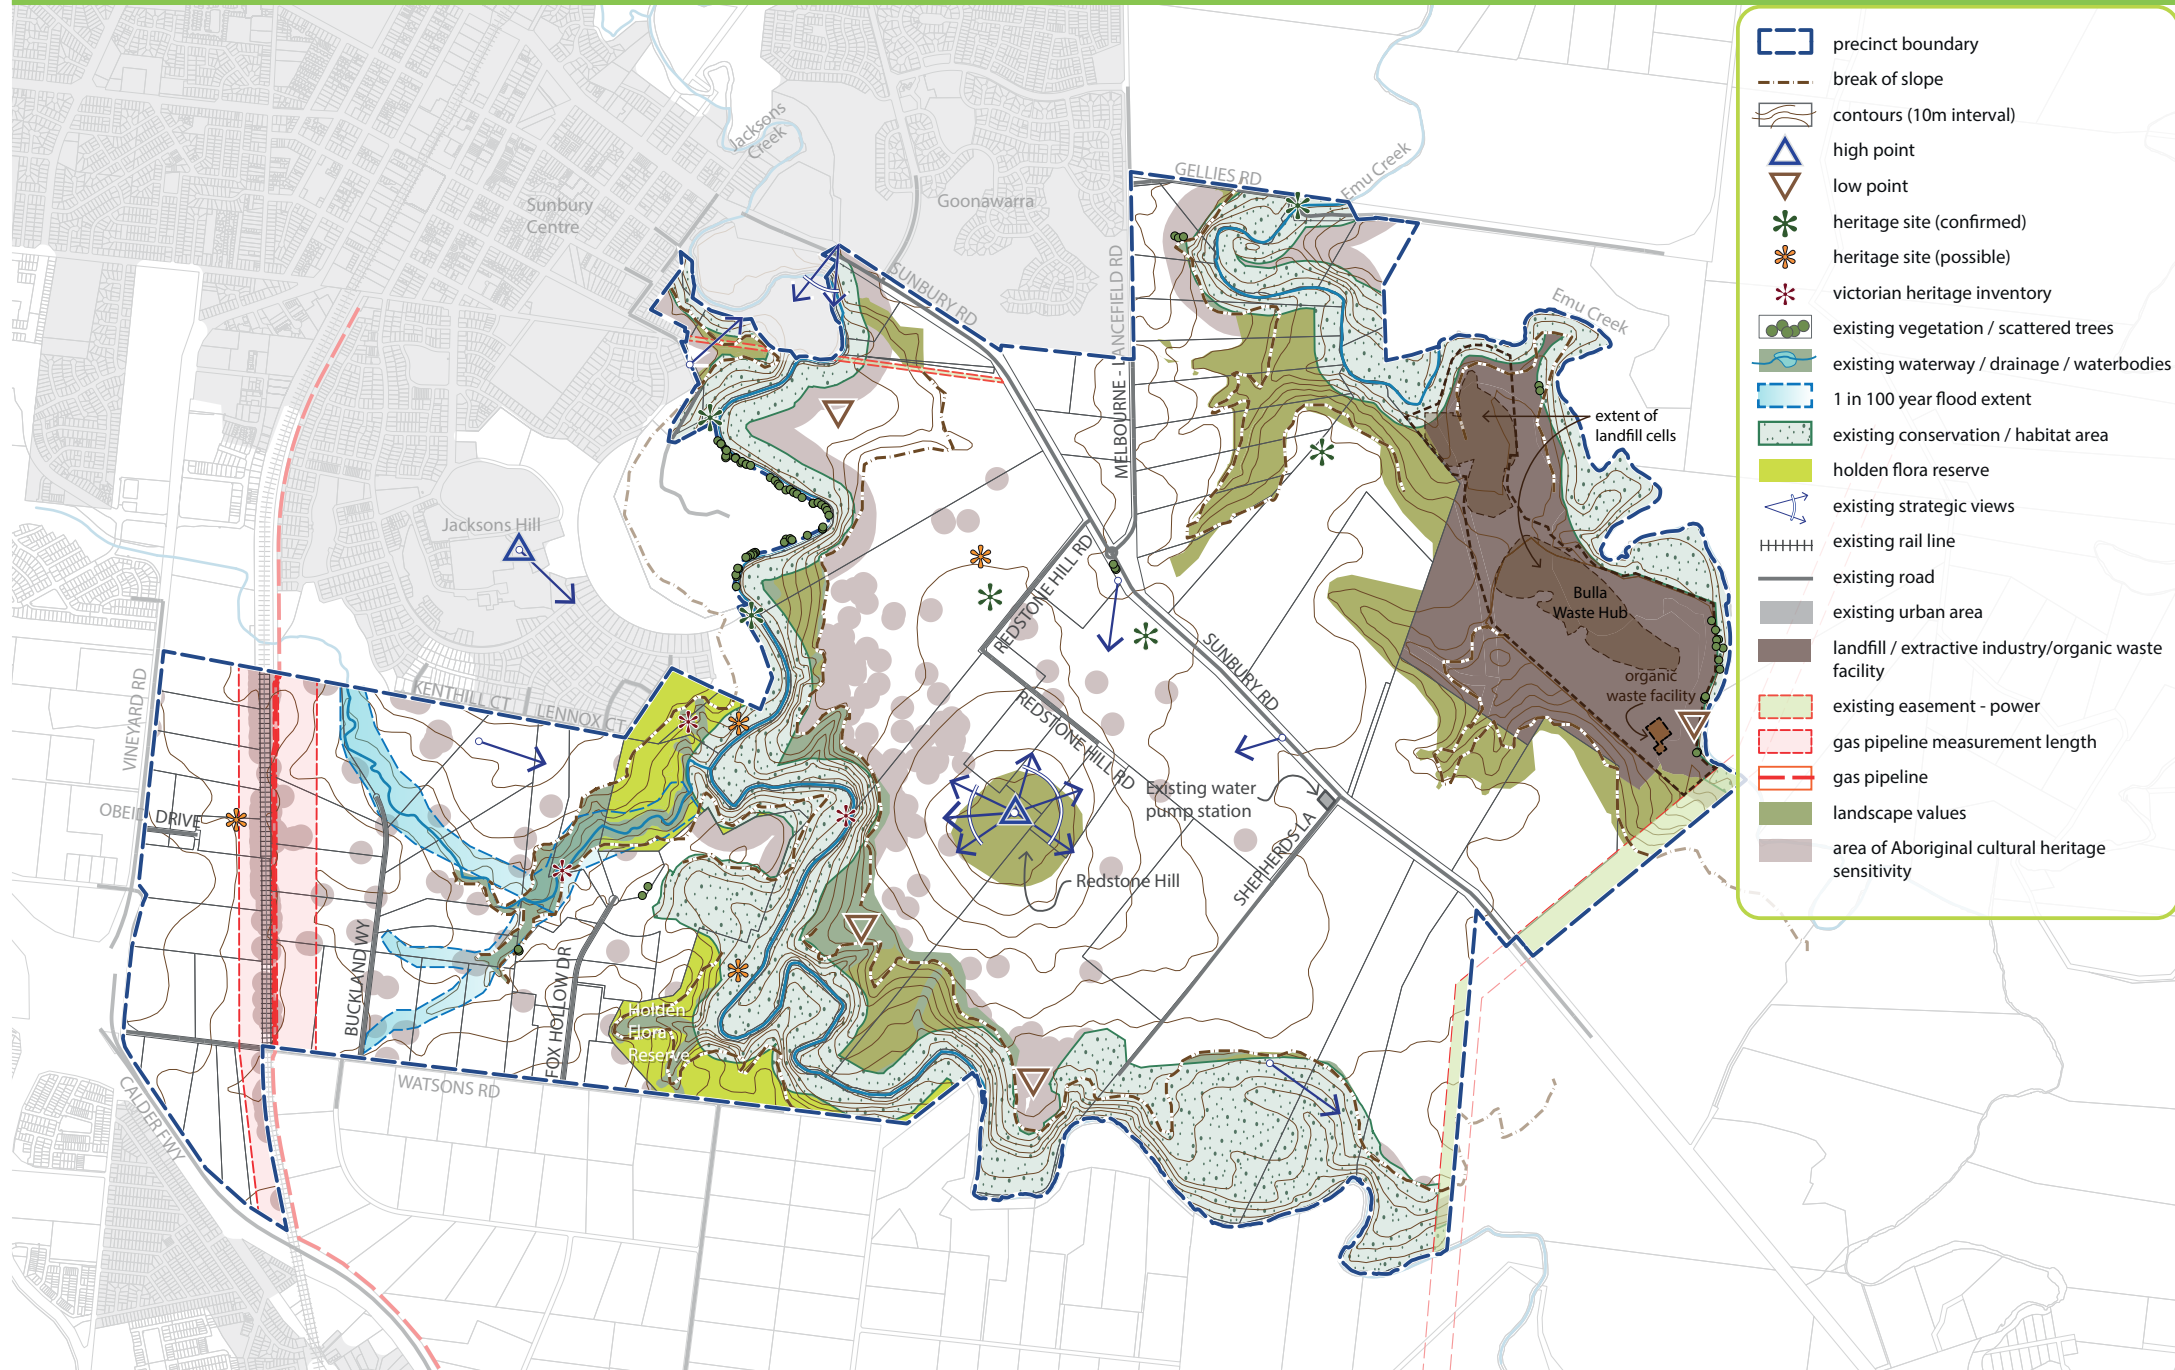 Jacksons
Creek
Sunbury
Centre
Goonawarra
GELLIES RD
Emu Creek
SUNBURY RD
MELBOURNE - LANCEFIELD RD
Emu Creek
extent of
landfill cells
Jacksons Hill
REDSTONE HILL RD
Bulla
Waste Hub
SUNBURY RD
organic
waste facility
KENTHILL CT
LENNOX CT
VINEYARD RD
REDSTONE HILL RD
Existing water
pump station
OBEID DRIVE
SHEPHERDS LA
Redstone Hill
BUCKLAND WY
FOX HOLLOW DR
Holden
Flora
Reserve
WATSONS RD
CALDER FWY
precinct boundary
break of slope
contours (10m interval)
high point
low point
heritage site (confirmed)
heritage site (possible)
victorian heritage inventory
existing vegetation / scattered trees
existing waterway / drainage / waterbodies
1 in 100 year flood extent
existing conservation / habitat area
holden flora reserve
existing strategic views
existing rail line
existing road
existing urban area
landfill / extractive industry/organic waste
facility
existing easement - power
gas pipeline measurement length
gas pipeline
landscape values
area of Aboriginal cultural heritage
sensitivity